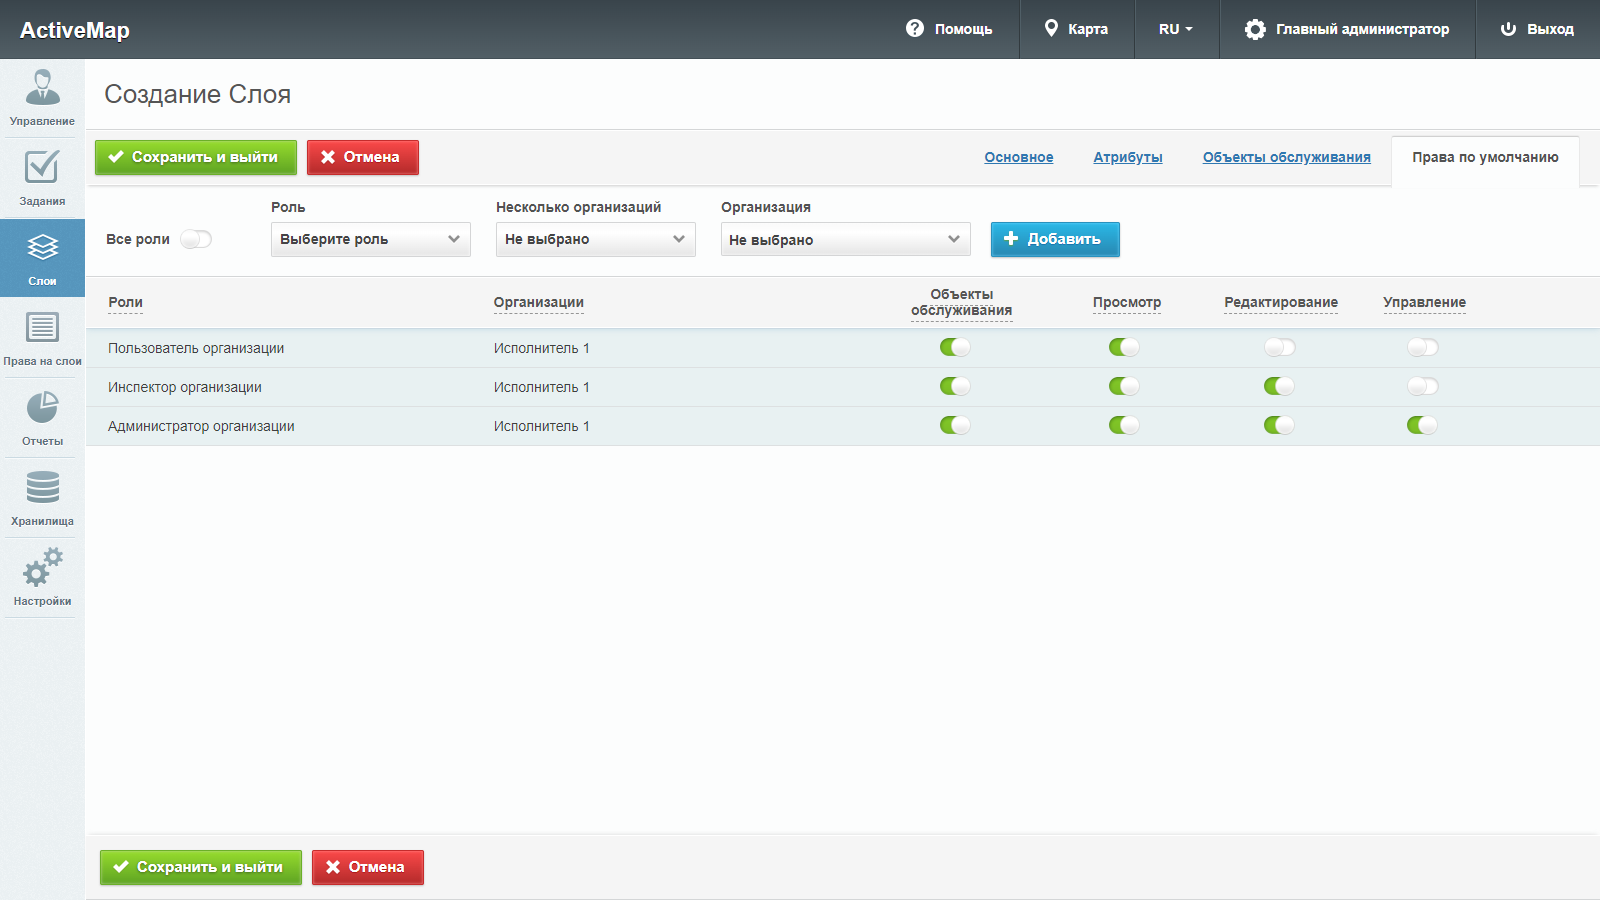 ActiveMap
Помощь
Карта
RU
Главный администратор
Выход
Управление
Задания
Слои
Права на слои
Отчеты
Хранилища
Настройки
Создание Слоя
Сохранить и выйти
Отмена
Основное
Атрибуты
Объекты обслуживания
Права по умолчанию
Все роли
Роль
Выберите роль
Несколько организаций
Не выбрано
Организация
Не выбрано
Добавить
Роли
Организации
Объекты
обслуживания
Просмотр
Редактирование
Управление
Пользователь организации
Исполнитель 1
Инспектор организации
Исполнитель 1
Администратор организации
Исполнитель 1
Сохранить и выйти
Отмена